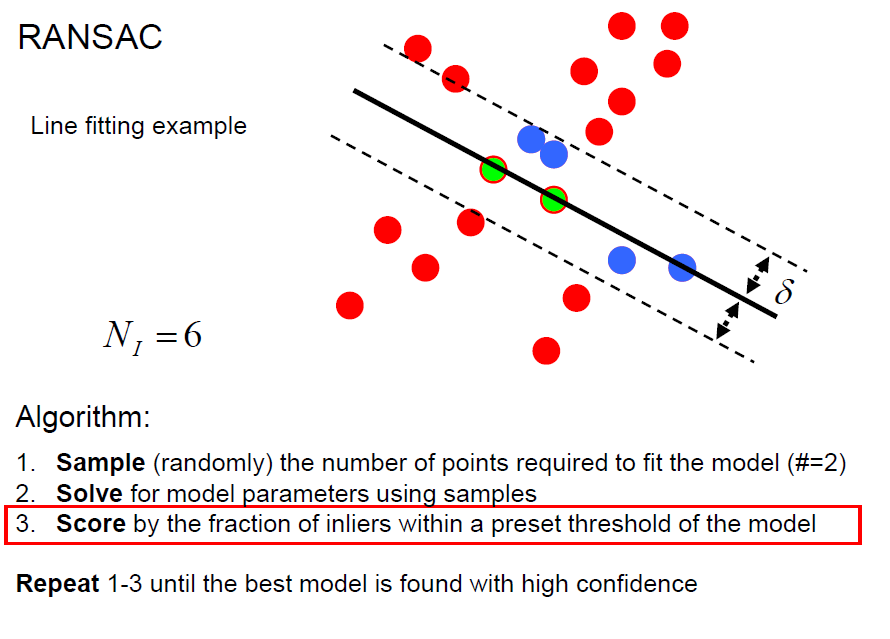 RANSAC
Line fitting example
δ
N_I = 6
Algorithm:
1. Sample (randomly) the number of points required to fit the model (#=2)
2. Solve for model parameters using samples
3. Score by the fraction of inliers within a preset threshold of the model
Repeat 1-3 until the best model is found with high confidence